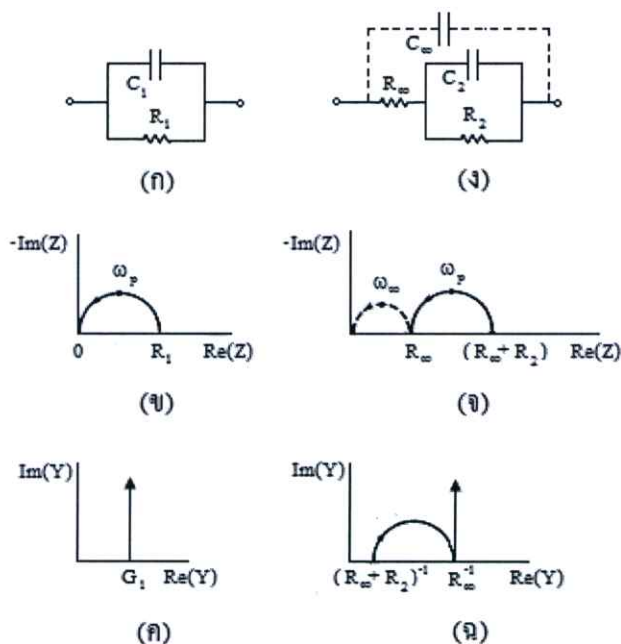 C₁
R₁
(ก)
C∞
R∞
C₂
R₂
(ง)
-Im(Z)
ωₚ
0 R₁ Re(Z)
(ข)
-Im(Z)
ω∞ ωₚ
R∞ (R∞+ R₂) Re(Z)
(จ)
Im(Y)
G₁ Re(Y)
(ค)
Im(Y)
(R∞+ R₂)⁻¹ R∞⁻¹ Re(Y)
(ฉ)